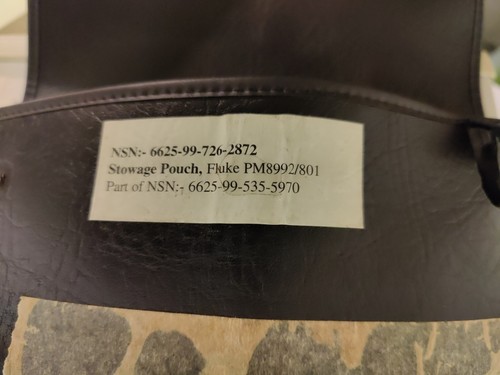 NSN:- 6625-99-726-2872
Stowage Pouch, Fluke PM8992/801
Part of NSN:- 6625-99-535-5970